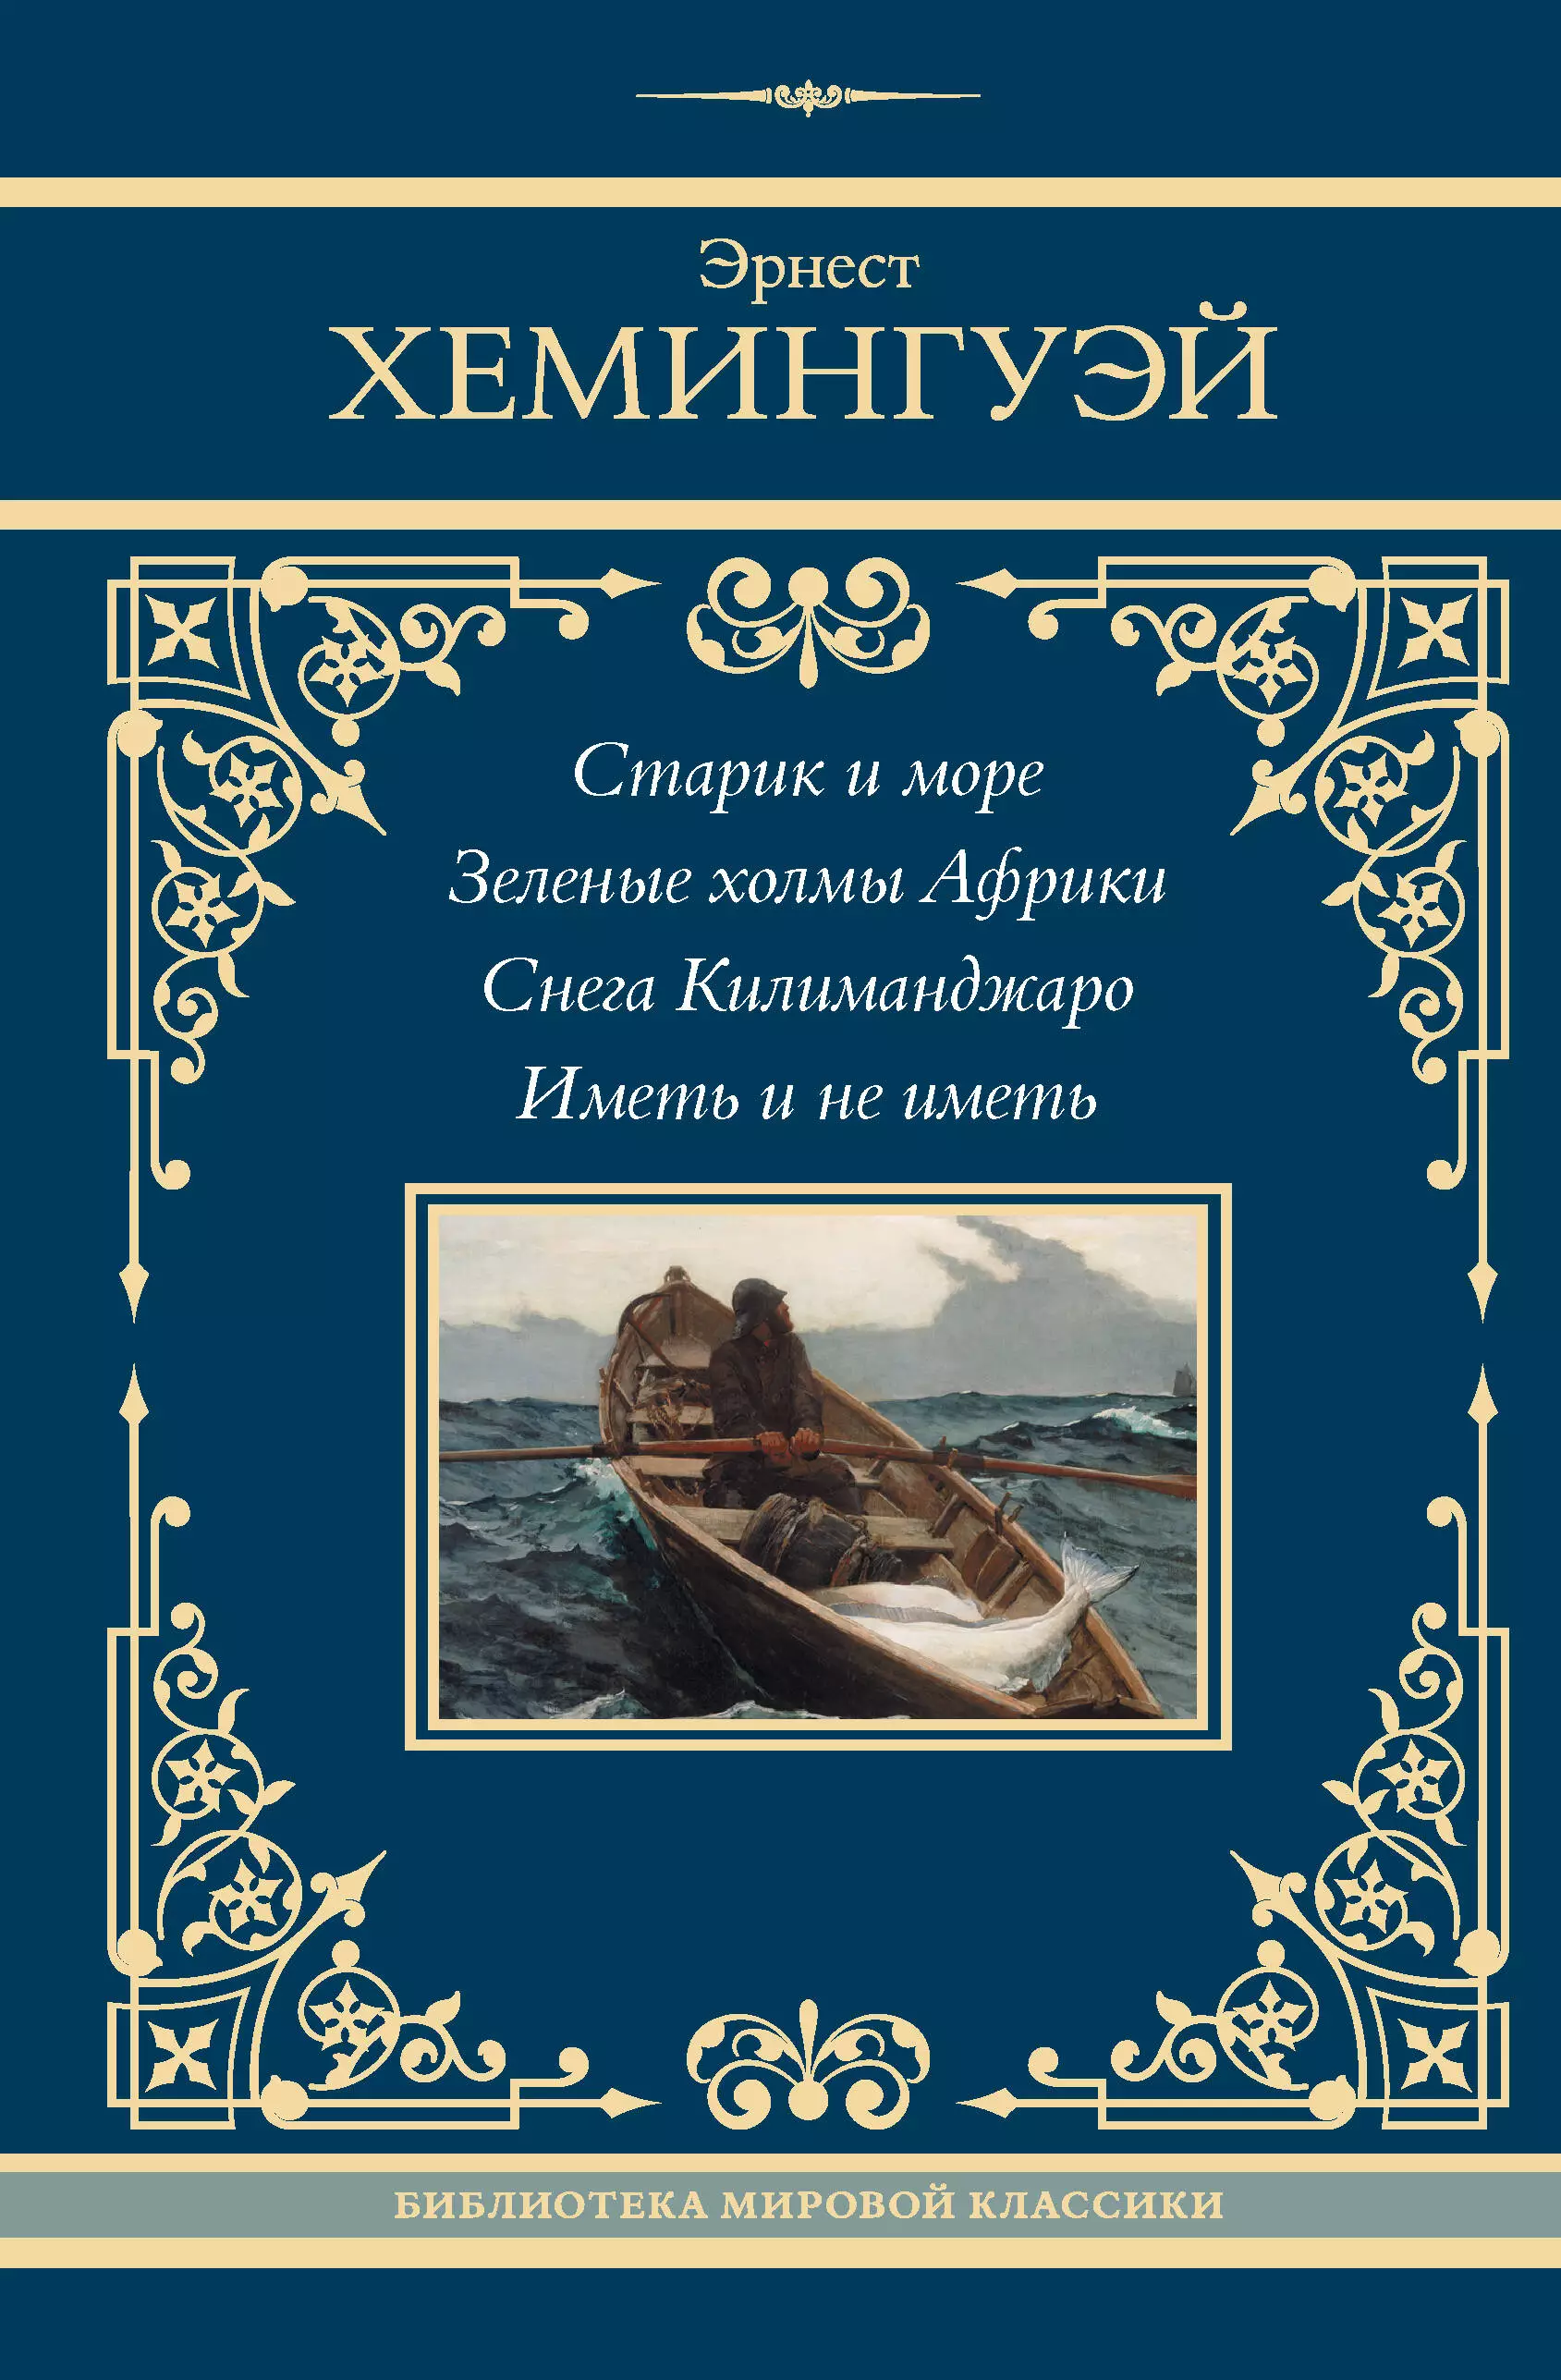 Эрнест
ХЕМИНГУЭЙ
Старик и море
Зеленые холмы Африки
Снега Килиманджаро
Иметь и не иметь
БИБЛИОТЕКА МИРОВОЙ КЛАССИКИ